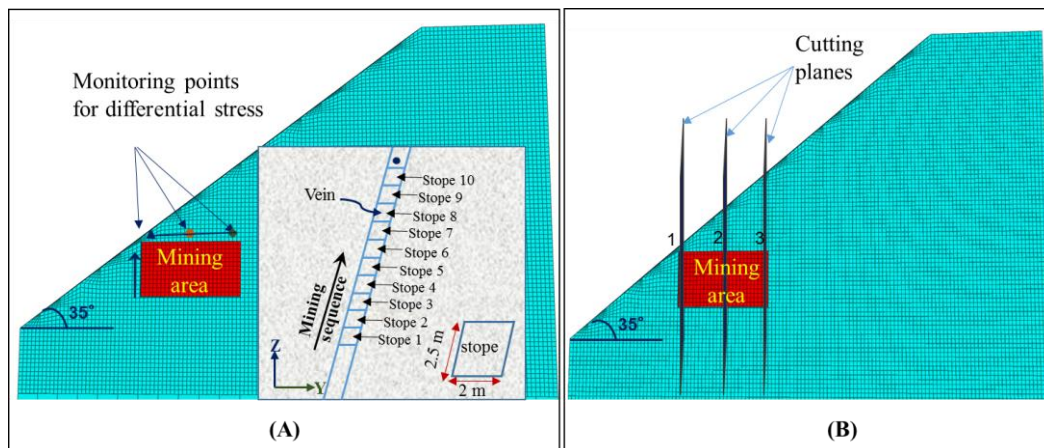 Monitoring points
for differential stress
Mining
area
35°
Vein
Stope 10
Stope 9
Stope 8
Stope 7
Stope 6
Stope 5
Stope 4
Stope 3
Stope 2
Stope 1
Mining
sequence
Z
Y
2.5 m
stope
2 m
(A)
Cutting
planes
1
2
3
Mining
area
35°
(B)